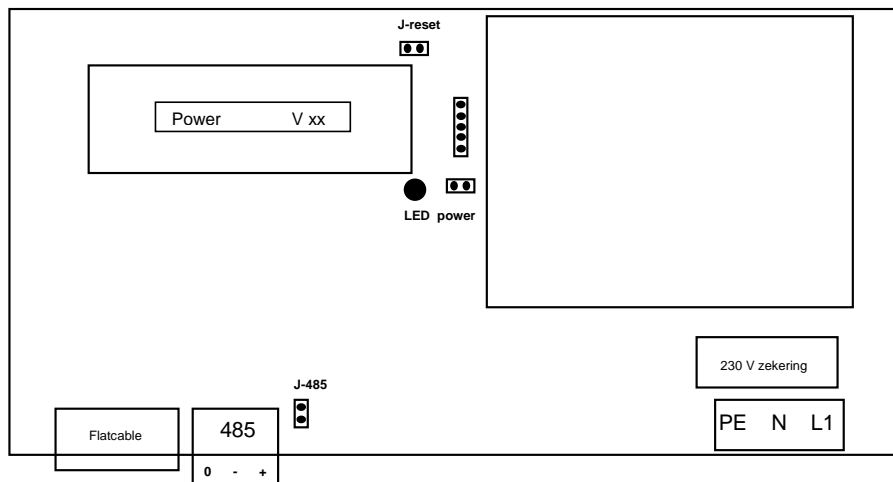 J-reset
Power V xx
LED power
230 V zekering
J-485
Flatcable
485
PE N L1
0 - +